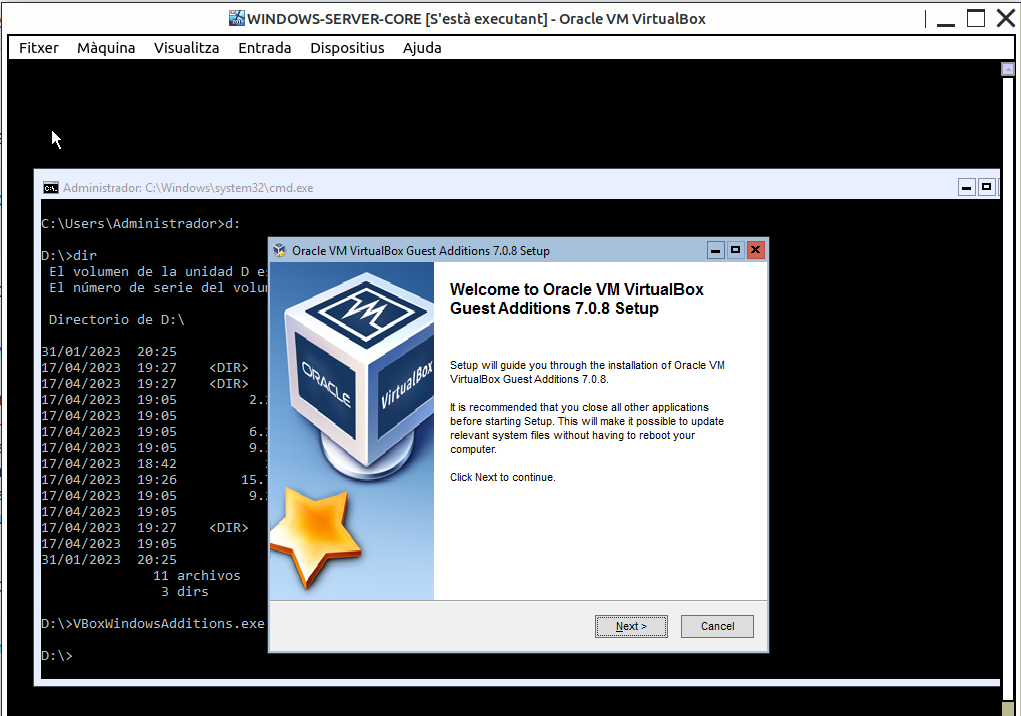 WINDOWS-SERVER-CORE [S'està executant] - Oracle VM VirtualBox
Fitxer Màquina Visualitza Entrada Dispositius Ajuda
Administrador: C:\Windows\system32\cmd.exe
C:\Users\Administrador>d:
D:\>dir
El volumen de la unidad D
El número de serie del
Directorio de D:\
31/01/2023 20:25
17/04/2023 19:27 <DIR>
17/04/2023 19:27 <DIR>
17/04/2023 19:05 2.
17/04/2023 19:05
17/04/2023 19:05 6.
17/04/2023 19:05 9.
17/04/2023 18:42
17/04/2023 19:26 15.
17/04/2023 19:05 9.
17/04/2023 19:05
17/04/2023 19:27 <DIR>
17/04/2023 19:05
31/01/2023 20:25
11 archivos
3 dirs
D:\>VBoxWindowsAdditions.exe
D:\>
Oracle VM VirtualBox Guest Additions 7.0.8 Setup
ORACLE
VirtualBox
Welcome to Oracle VM VirtualBox
Guest Additions 7.0.8 Setup
Setup will guide you through the installation of Oracle VM
VirtualBox Guest Additions 7.0.8.
It is recommended that you close all other applications
before starting Setup. This will make it possible to update
relevant system files without having to reboot your
computer.
Click Next to continue.
Next >
Cancel